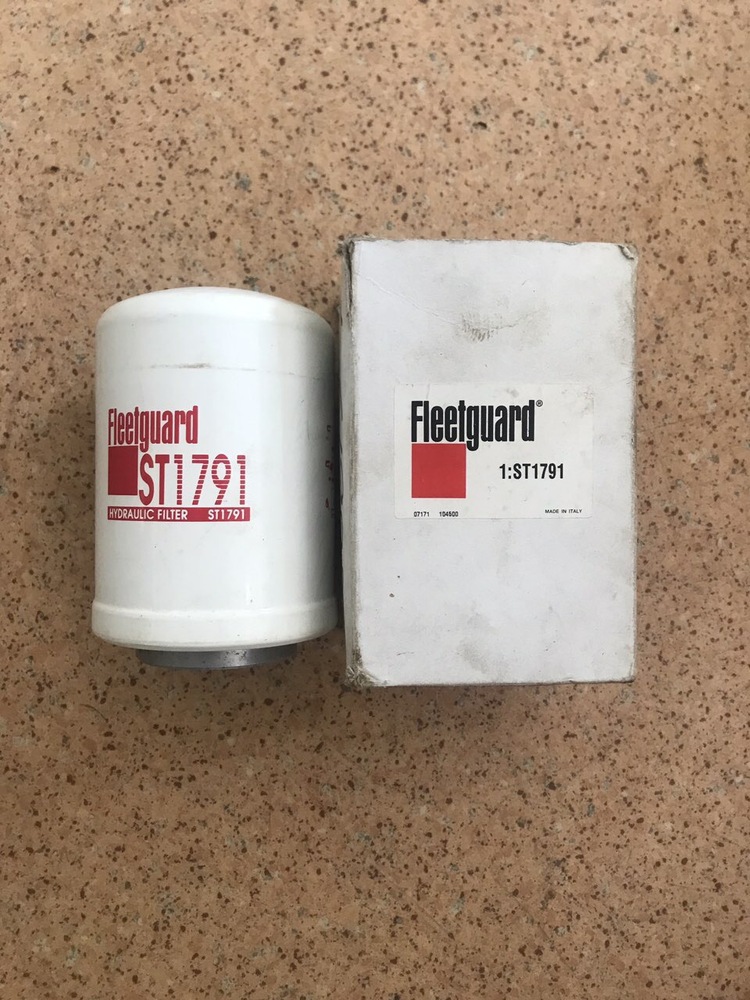 Fleetguard
ST1791
HYDRAULIC FILTER ST1791
Fleetguard®
1:ST1791
07171 104500
MADE IN ITALY